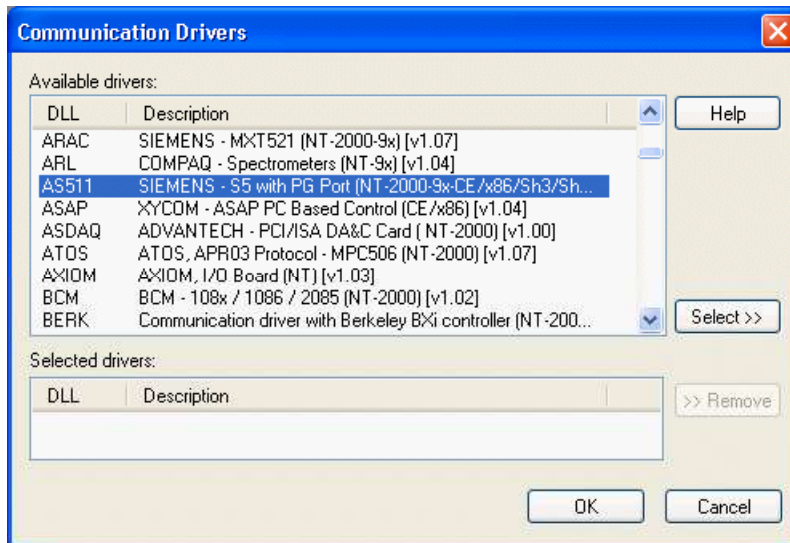 Communication Drivers
Available drivers:
DLL Description
ARAC SIEMENS - MXT521 (NT-2000-9x) [v1.07]
ARL COMPAQ - Spectrometers (NT-9x) [v1.04]
AS511 SIEMENS - S5 with PG Port (NT-2000-9x-CE/x86/Sh3/Sh...
ASAP XYCOM - ASAP PC Based Control (CE/x86) [v1.04]
ASDAQ ADVANTECH - PCI/ISA DA&C Card ( NT-2000) [v1.00]
ATOS ATOS, APR03 Protocol - MPC506 (NT-2000) [v1.07]
AXIOM AXIOM, I/O Board (NT) [v1.03]
BCM BCM - 108x / 1086 / 2085 (NT-2000) [v1.02]
BERK Communication driver with Berkeley BXi controller (NT-200...
Help
Select >>
Selected drivers:
DLL Description
>> Remove
OK Cancel